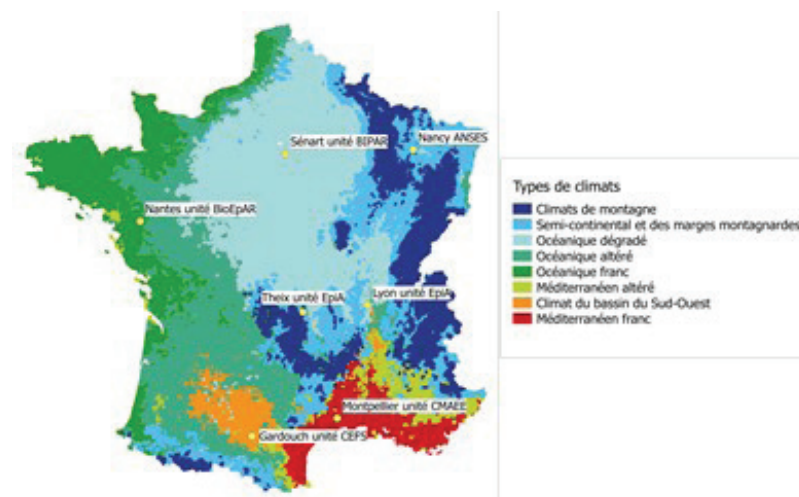 Sénart unité BIPAR
Nancy ANSES
Nantes unité BioEpAR
Theix unité EpiA
Lyon unité EpiA
Montpellier unité CMAEE
Gardouch unité CEFS
Types de climats
Climats de montagne
Semi-continental et des marges montagnardes
Océanique dégradé
Océanique altéré
Océanique franc
Méditerranéen altéré
Climat du bassin du Sud-Ouest
Méditerranéen franc